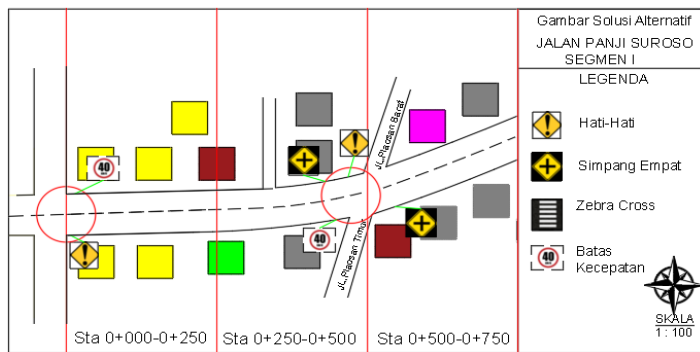 Gambar Solusi Alternatif
JALAN PANJI SUROSO
SEGMEN I
LEGENDA
Hati-Hati
Simpang Empat
Zebra Cross
40
Batas
Kecepatan
SKALA
1 : 100
40
JL.Plaosan Barat
40
JL.Plaosan Timur
Sta 0+000-0+250
Sta 0+250-0+500
Sta 0+500-0+750